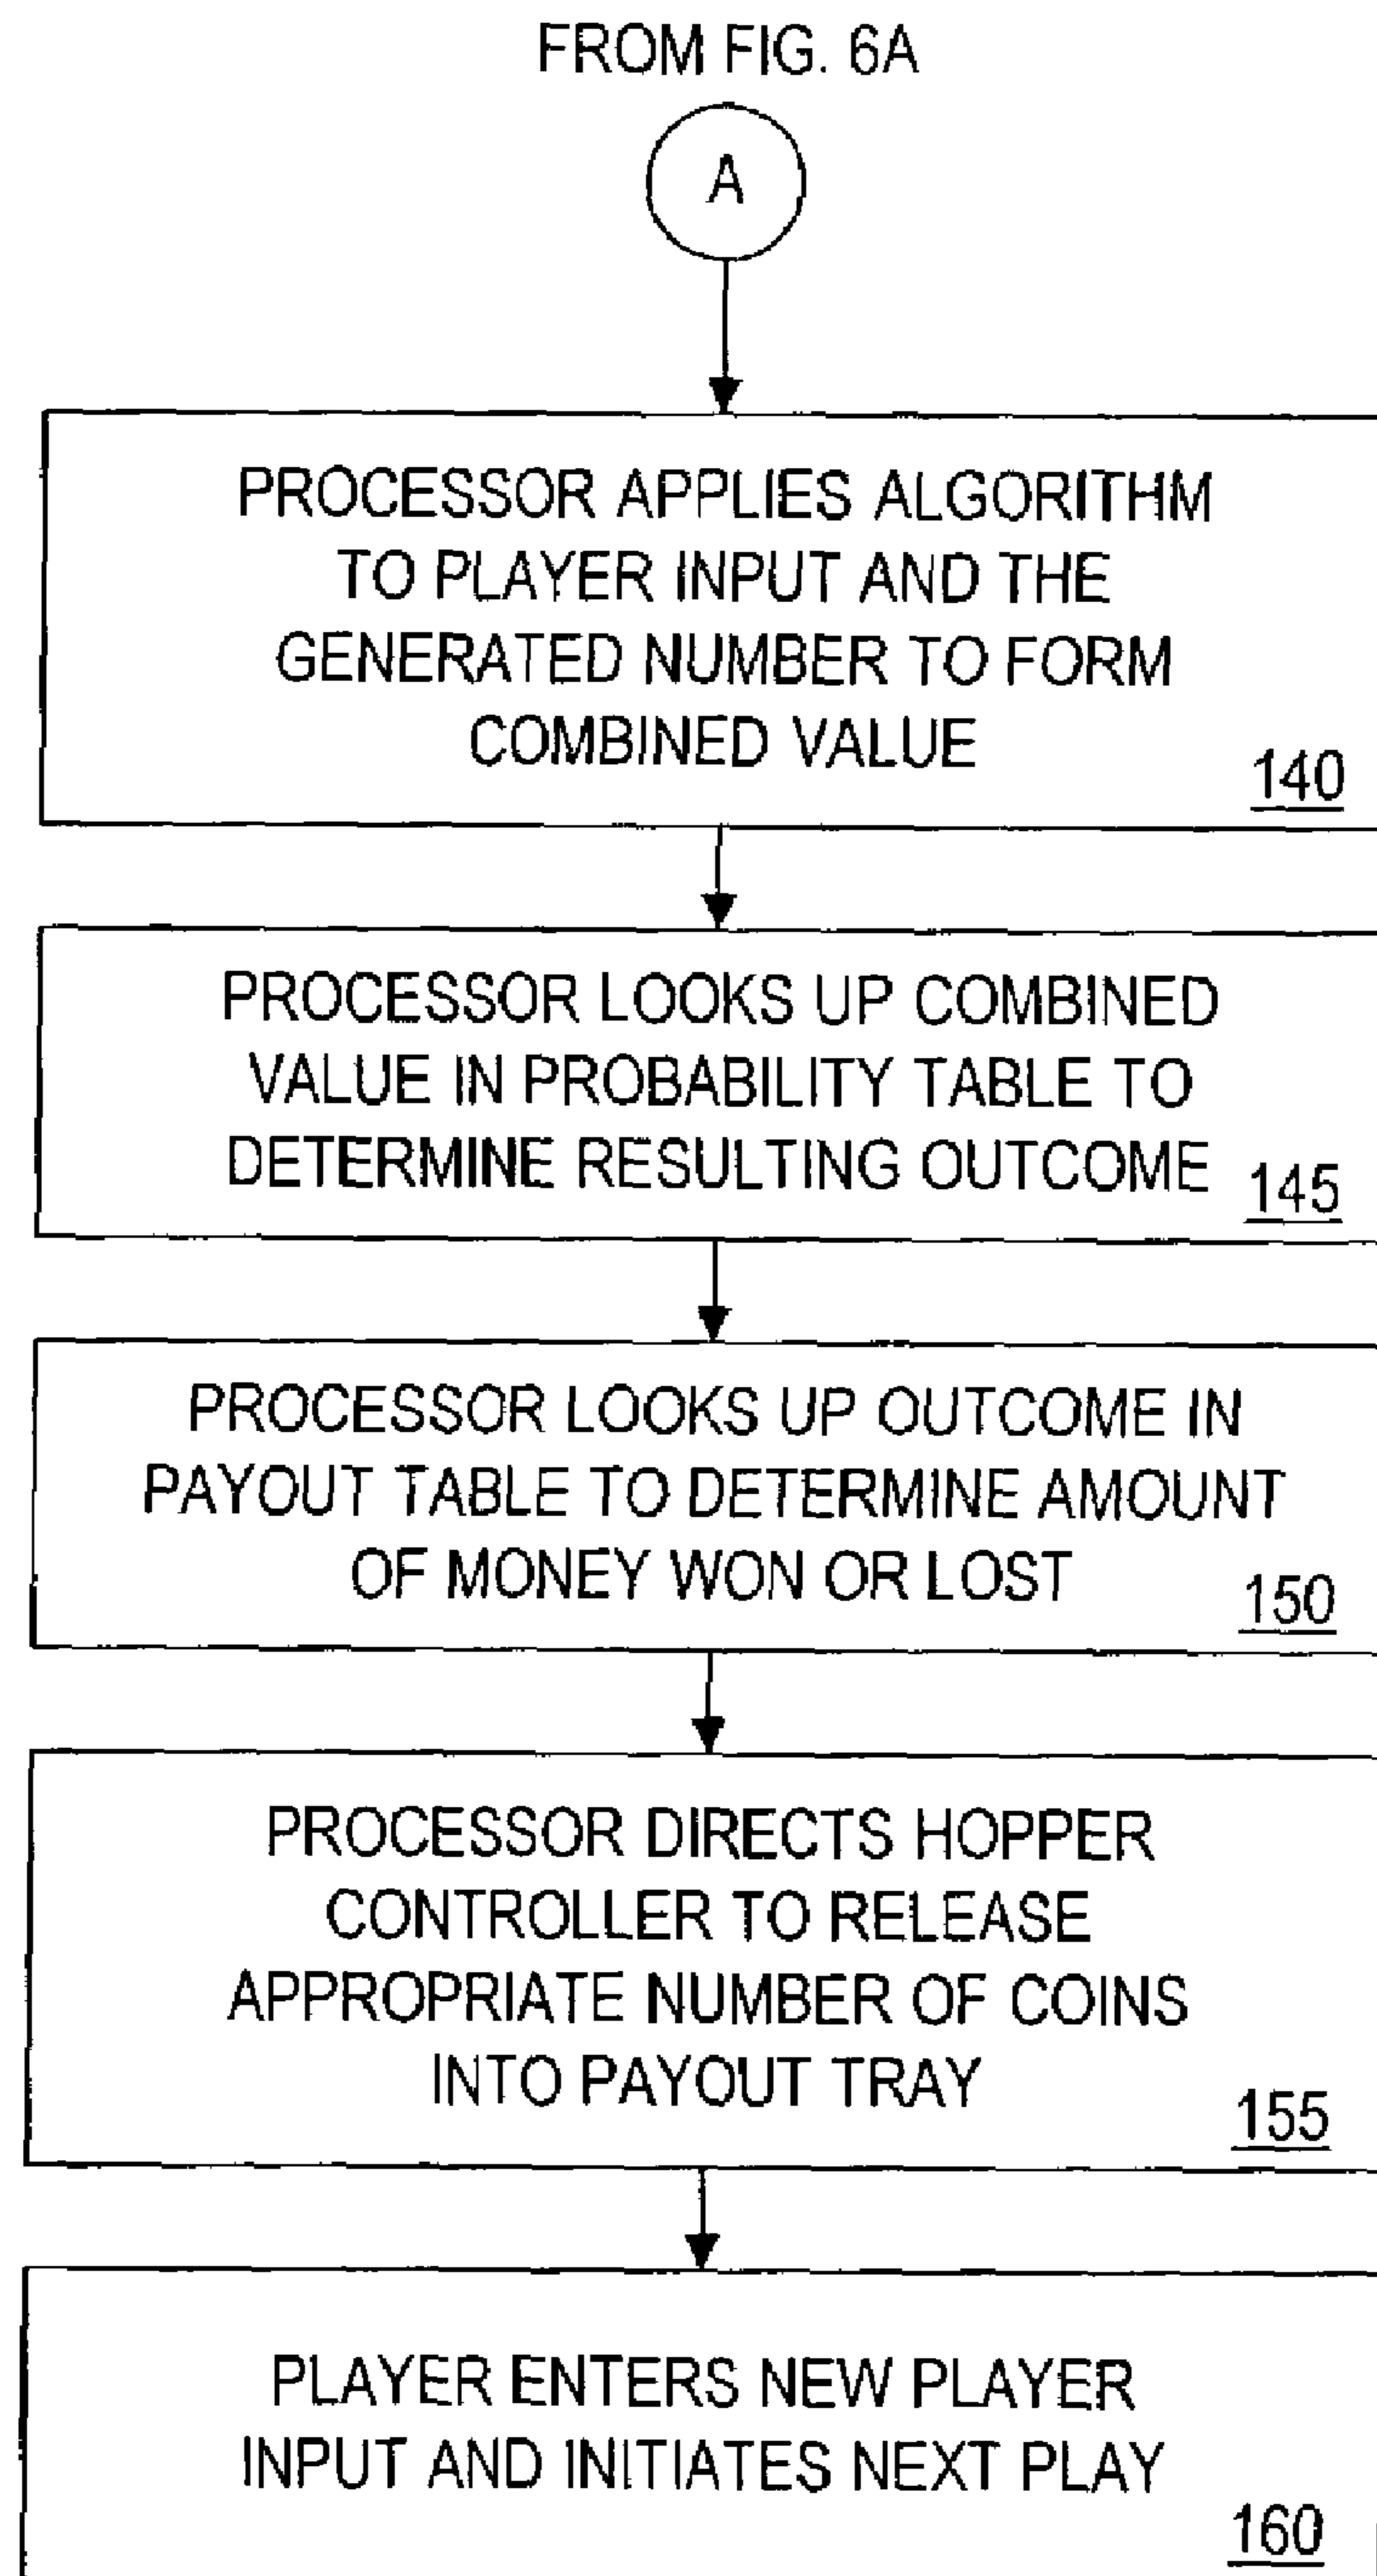 FROM FIG. 6A
A
PROCESSOR APPLIES ALGORITHM
TO PLAYER INPUT AND THE
GENERATED NUMBER TO FORM
COMBINED VALUE
140
PROCESSOR LOOKS UP COMBINED
VALUE IN PROBABILITY TABLE TO
DETERMINE RESULTING OUTCOME
145
PROCESSOR LOOKS UP OUTCOME IN
PAYOUT TABLE TO DETERMINE AMOUNT
OF MONEY WON OR LOST
150
PROCESSOR DIRECTS HOPPER
CONTROLLER TO RELEASE
APPROPRIATE NUMBER OF COINS
INTO PAYOUT TRAY
155
PLAYER ENTERS NEW PLAYER
INPUT AND INITIATES NEXT PLAY
160